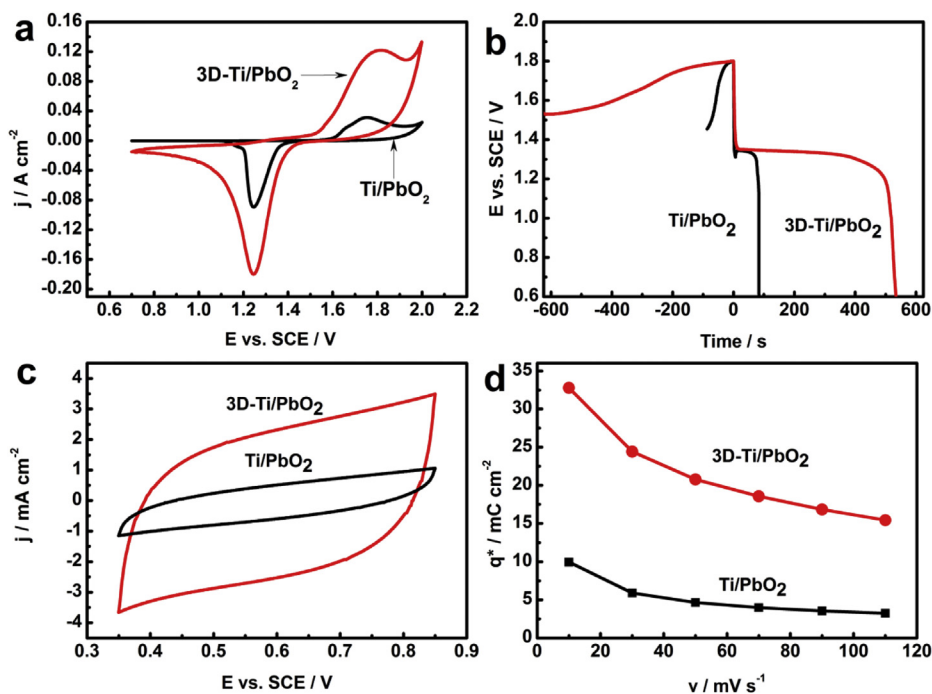 a
0.16
0.12
0.08
0.04
0.00
-0.04
-0.08
-0.12
-0.16
-0.20
j / A cm-2
3D-Ti/PbO2
Ti/PbO2
0.6 0.8 1.0 1.2 1.4 1.6 1.8 2.0 2.2
E vs. SCE / V
b
2.0
1.8
1.6
1.4
1.2
1.0
0.8
0.6
E vs. SCE / V
Ti/PbO2
3D-Ti/PbO2
-600 -400 -200 0 200 400 600
Time / s
c
4
3
2
1
0
-1
-2
-3
-4
j / mA cm-2
3D-Ti/PbO2
Ti/PbO2
0.3 0.4 0.5 0.6 0.7 0.8 0.9
E vs. SCE / V
d
35
30
25
20
15
10
5
0
q* / mC cm-2
3D-Ti/PbO2
Ti/PbO2
0 20 40 60 80 100 120
v / mV s-1